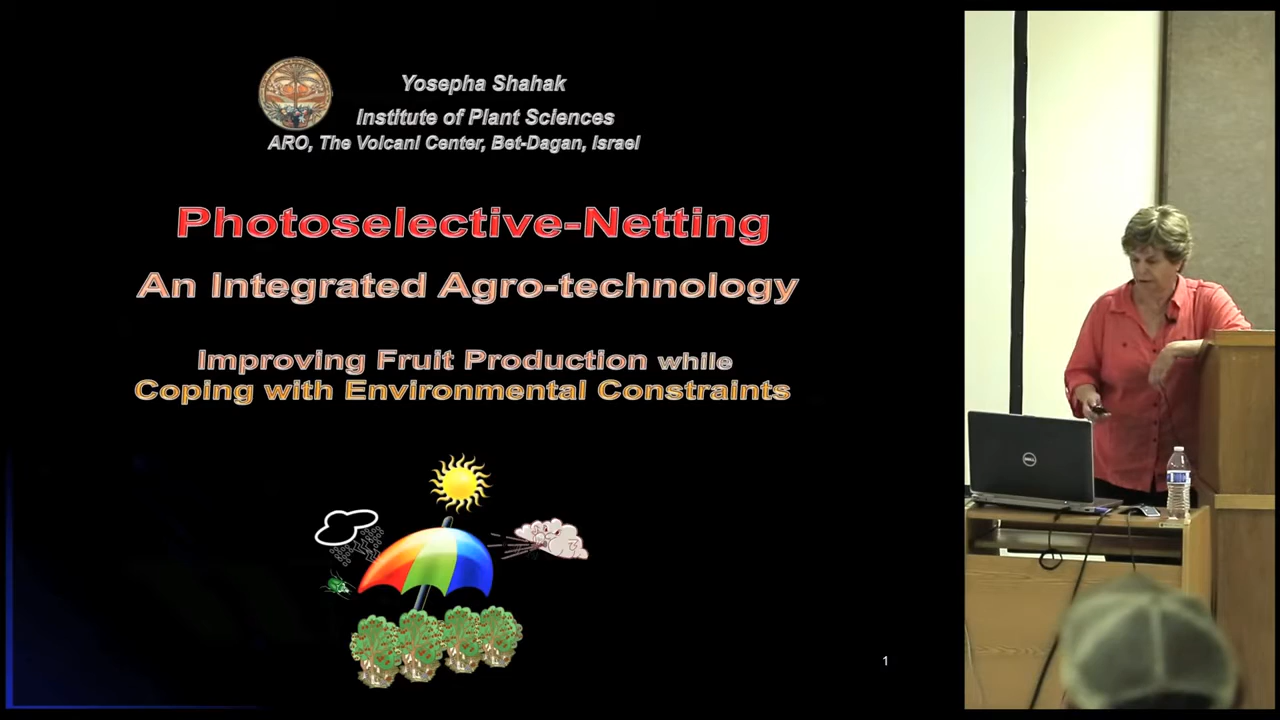 Yosepha Shahak
Institute of Plant Sciences
ARO, The Volcani Center, Bet-Dagan, Israel
Photoselective-Netting
An Integrated Agro-technology
Improving Fruit Production while
Coping with Environmental Constraints
1
DELL